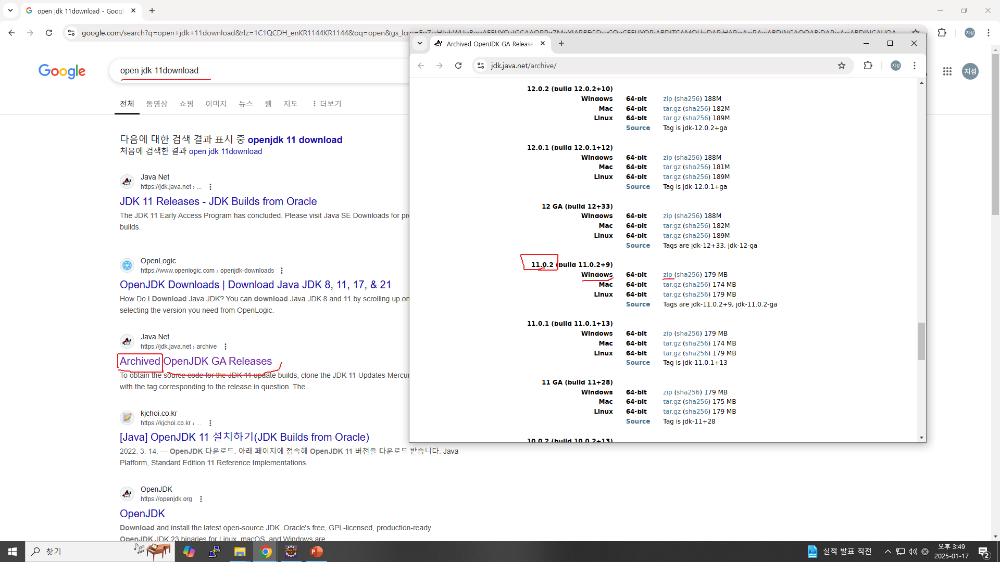 open jdk 11download - Googl
google.com/search?q=open+jdk+11download&rlz=1C1QCDH_enKR1144KR1144&oq=open&gs_lcrp=
지성
Google
open jdk 11download
지성
전체 동영상 쇼핑 이미지 뉴스 웹 지도 더보기
다음에 대한 검색 결과 표시 중 openjdk 11 download
처음에 검색한 결과 open jdk 11download
Java Net
https://jdk.java.net › ...
JDK 11 Releases - JDK Builds from Oracle
The JDK 11 Early Access Program has concluded. Please visit Java SE Downloads for pr
builds.
OpenLogic
https://www.openlogic.com › openjdk-downloads
OpenJDK Downloads | Download Java JDK 8, 11, 17, & 21
How Do I Download Java JDK? You can download Java JDK 8 and 11 by scrolling up on
selecting the version you need from OpenLogic.
Java Net
https://jdk.java.net › archive
Archived OpenJDK GA Releases
To obtain the source code for the JDK 11 update builds, clone the JDK 11 Updates Mercur
with the tag corresponding to the release in question. The ...
kjchoi.co.kr
https://kjchoi.co.kr › ...
[Java] OpenJDK 11 설치하기(JDK Builds from Oracle)
2022. 3. 14. — OpenJDK 다운로드. 아래 페이지에 접속해 OpenJDK 11 버전을 다운로드 받습니다. Java
Platform, Standard Edition 11 Reference Implementations.
OpenJDK
https://openjdk.org
OpenJDK
Download and install the latest open-source JDK. Oracle's free, GPL-licensed, production-ready
OpenJDK JDK 23 binaries for Linux, macOS, and Windows are
Archived OpenJDK GA Release
jdk.java.net/archive/
지성
12.0.2 (build 12.0.2+10)
Windows 64-bit zip (sha256) 188M
Mac 64-bit tar.gz (sha256) 182M
Linux 64-bit tar.gz (sha256) 189M
Source Tag is jdk-12.0.2+ga
12.0.1 (build 12.0.1+12)
Windows 64-bit zip (sha256) 188M
Mac 64-bit tar.gz (sha256) 181M
Linux 64-bit tar.gz (sha256) 189M
Source Tag is jdk-12.0.1+ga
12 GA (build 12+33)
Windows 64-bit zip (sha256) 188M
Mac 64-bit tar.gz (sha256) 182M
Linux 64-bit tar.gz (sha256) 189M
Source Tags are jdk-12+33, jdk-12-ga
11.0.2 (build 11.0.2+9)
Windows 64-bit zip (sha256) 179 MB
Mac 64-bit tar.gz (sha256) 174 MB
Linux 64-bit tar.gz (sha256) 179 MB
Source Tags are jdk-11.0.2+9, jdk-11.0.2-ga
11.0.1 (build 11.0.1+13)
Windows 64-bit zip (sha256) 179 MB
Mac 64-bit tar.gz (sha256) 174 MB
Linux 64-bit tar.gz (sha256) 179 MB
Source Tag is jdk-11.0.1+13
11 GA (build 11+28)
Windows 64-bit zip (sha256) 179 MB
Mac 64-bit tar.gz (sha256) 175 MB
Linux 64-bit tar.gz (sha256) 179 MB
Source Tag is jdk-11+28
10.0.2 (build 10.0.2+13)
찾기
실적 발표 직전
오후 3:49
2025-01-17
2